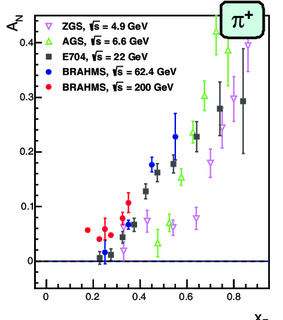 π⁺
A_N
ZGS, √s = 4.9 GeV
AGS, √s = 6.6 GeV
E704, √s = 22 GeV
BRAHMS, √s = 62.4 GeV
BRAHMS, √s = 200 GeV
0.4
0.3
0.2
0.1
0
0 0.2 0.4 0.6 0.8